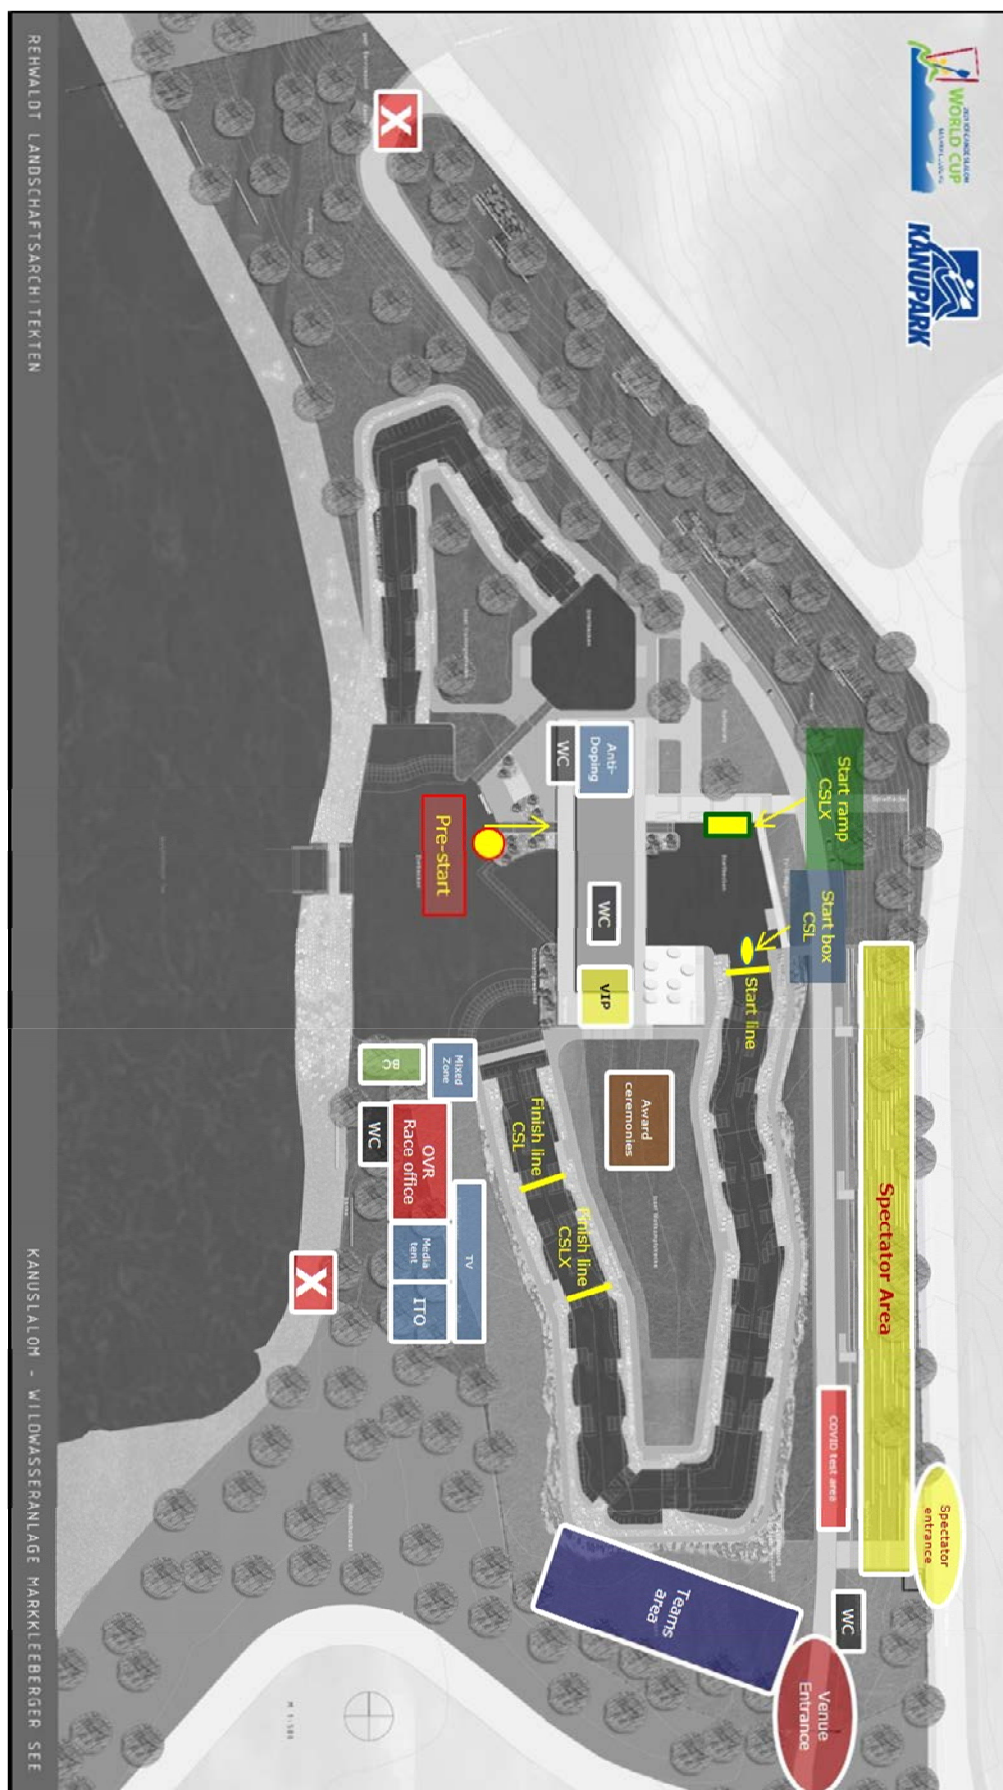 REHWALDT LANDSCHAFTSARCHITEKTEN
KANUSLALOM - WILDWASSERANLAGE MARKKLEEBERGER SEE
WORLD CUP
KANUPARK
X
Start ramp
CSLX
Start box
CSL
Start line
Spectator Area
Spectator
entrance
COVID test area
WC
Venue
Entrance
Teams
area
Anti-
Doping
WC
WC
VIP
Pre-start
Award
ceremonies
Finish line
CSL
Finish line
CSLX
Mixed
Zone
BC
WC
OVR
Race office
Media
tent
ITO
TV
X
M 1:500